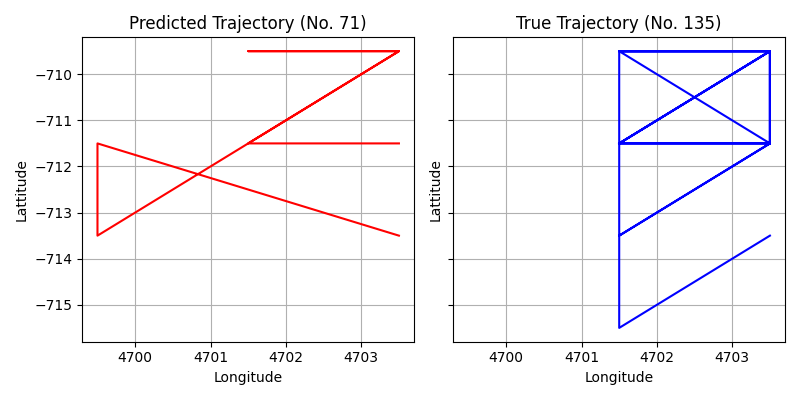 Predicted Trajectory (No. 71)
True Trajectory (No. 135)
−710
−711
−712
−713
−714
−715
Lattitude
Lattitude
4700
4701
4702
4703
4700
4701
4702
4703
Longitude
Longitude